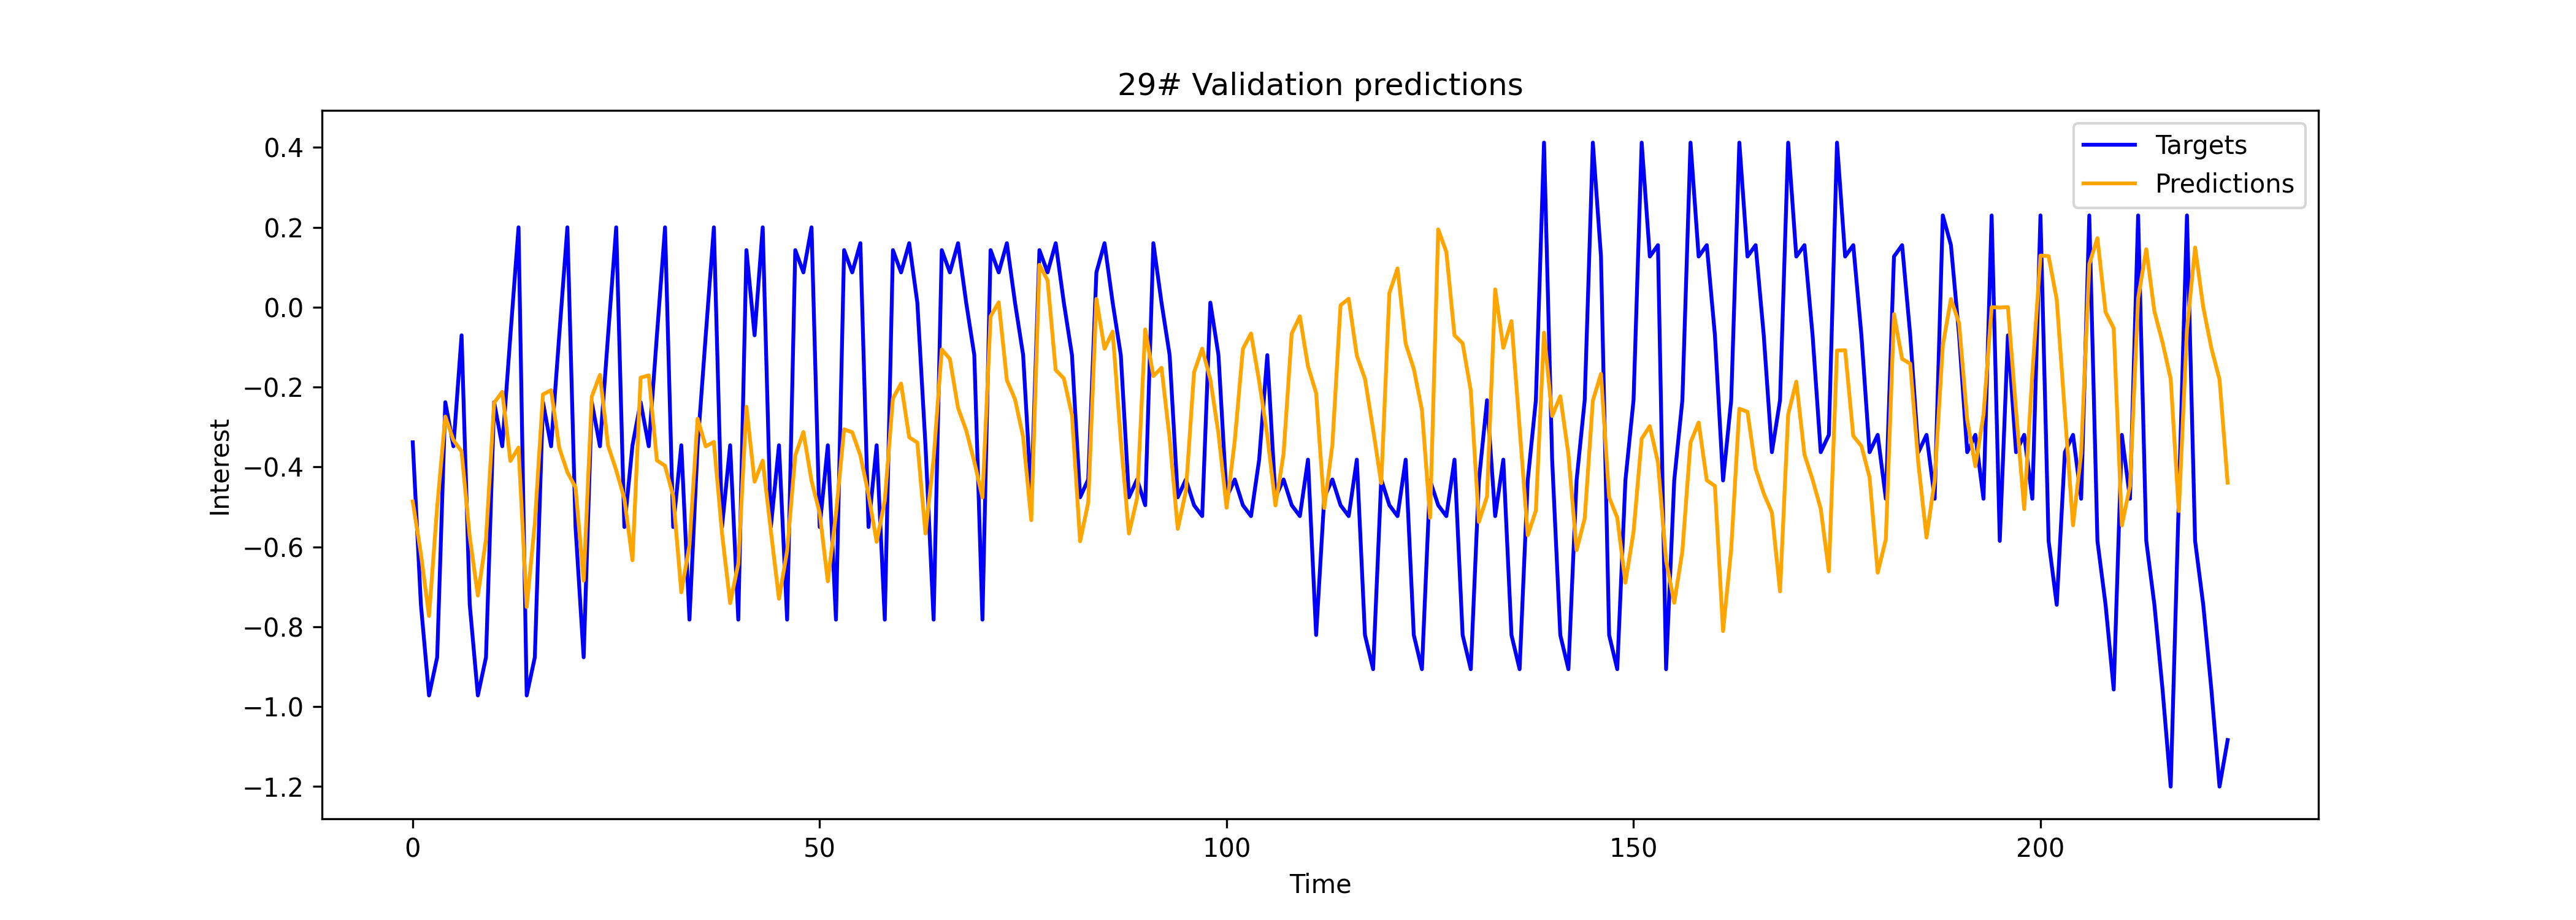 29# Validation predictions
Targets
Predictions
Interest
0.4
0.2
0.0
−0.2
−0.4
−0.6
−0.8
−1.0
−1.2
0 50 100 150 200
Time